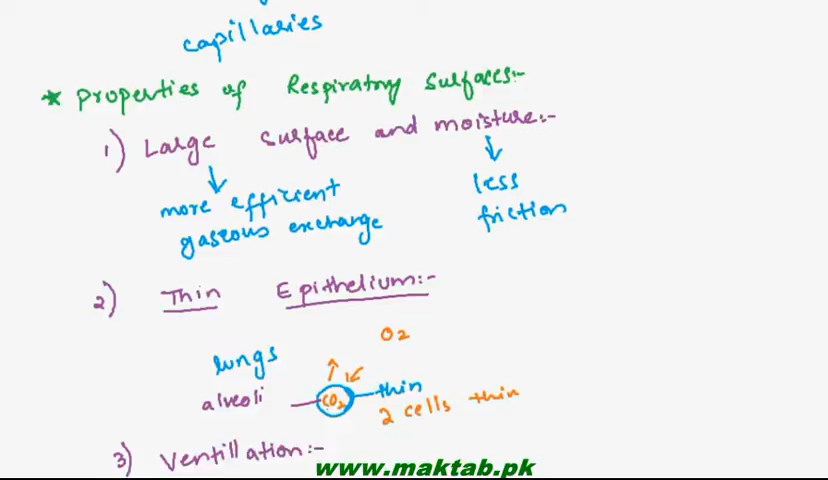 capillaries
* Properties of Respiratory Surfaces:-
1) Large Surface and moisture:-
more efficient less
gaseous exchange friction
2) Thin Epithelium:-
O2
lungs
alveoli CO2 thin
2 cells thin
3) Ventillation:-
www.maktab.pk